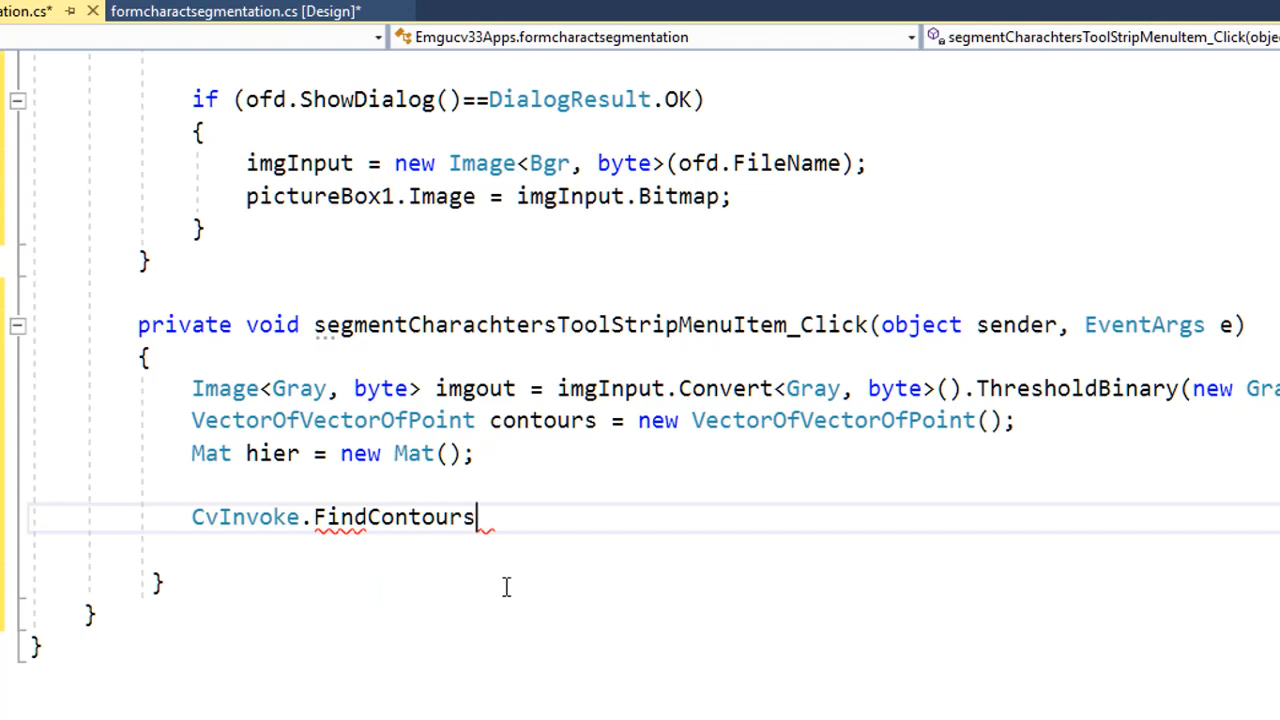 ation.cs* formcharactsegmentation.cs [Design]*
Emgucv33Apps.formcharactsegmentation segmentCharachtersToolStripMenuItem_Click(objec
if (ofd.ShowDialog()==DialogResult.OK)
{
imgInput = new Image<Bgr, byte>(ofd.FileName);
pictureBox1.Image = imgInput.Bitmap;
}
}
private void segmentCharachtersToolStripMenuItem_Click(object sender, EventArgs e)
{
Image<Gray, byte> imgout = imgInput.Convert<Gray, byte>().ThresholdBinary(new Gra
VectorOfVectorOfPoint contours = new VectorOfVectorOfPoint();
Mat hier = new Mat();
CvInvoke.FindContours
}
}
}